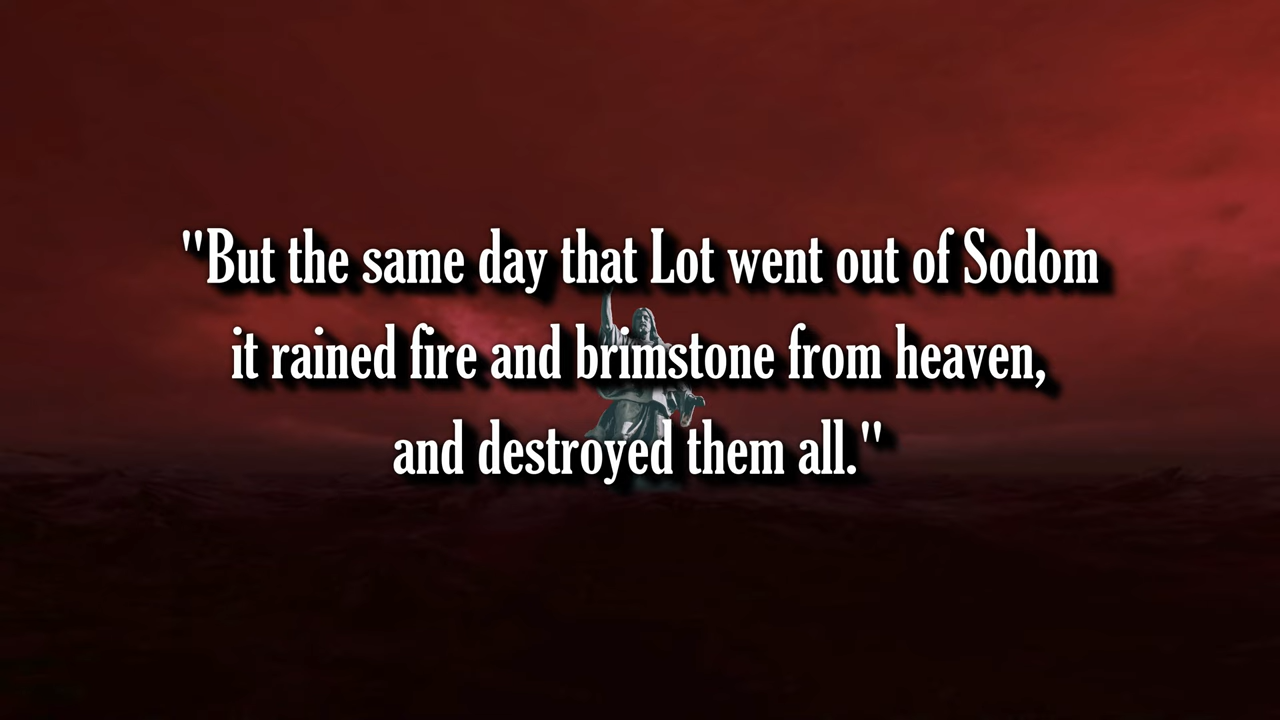 "But the same day that Lot went out of Sodom
it rained fire and brimstone from heaven,
and destroyed them all."